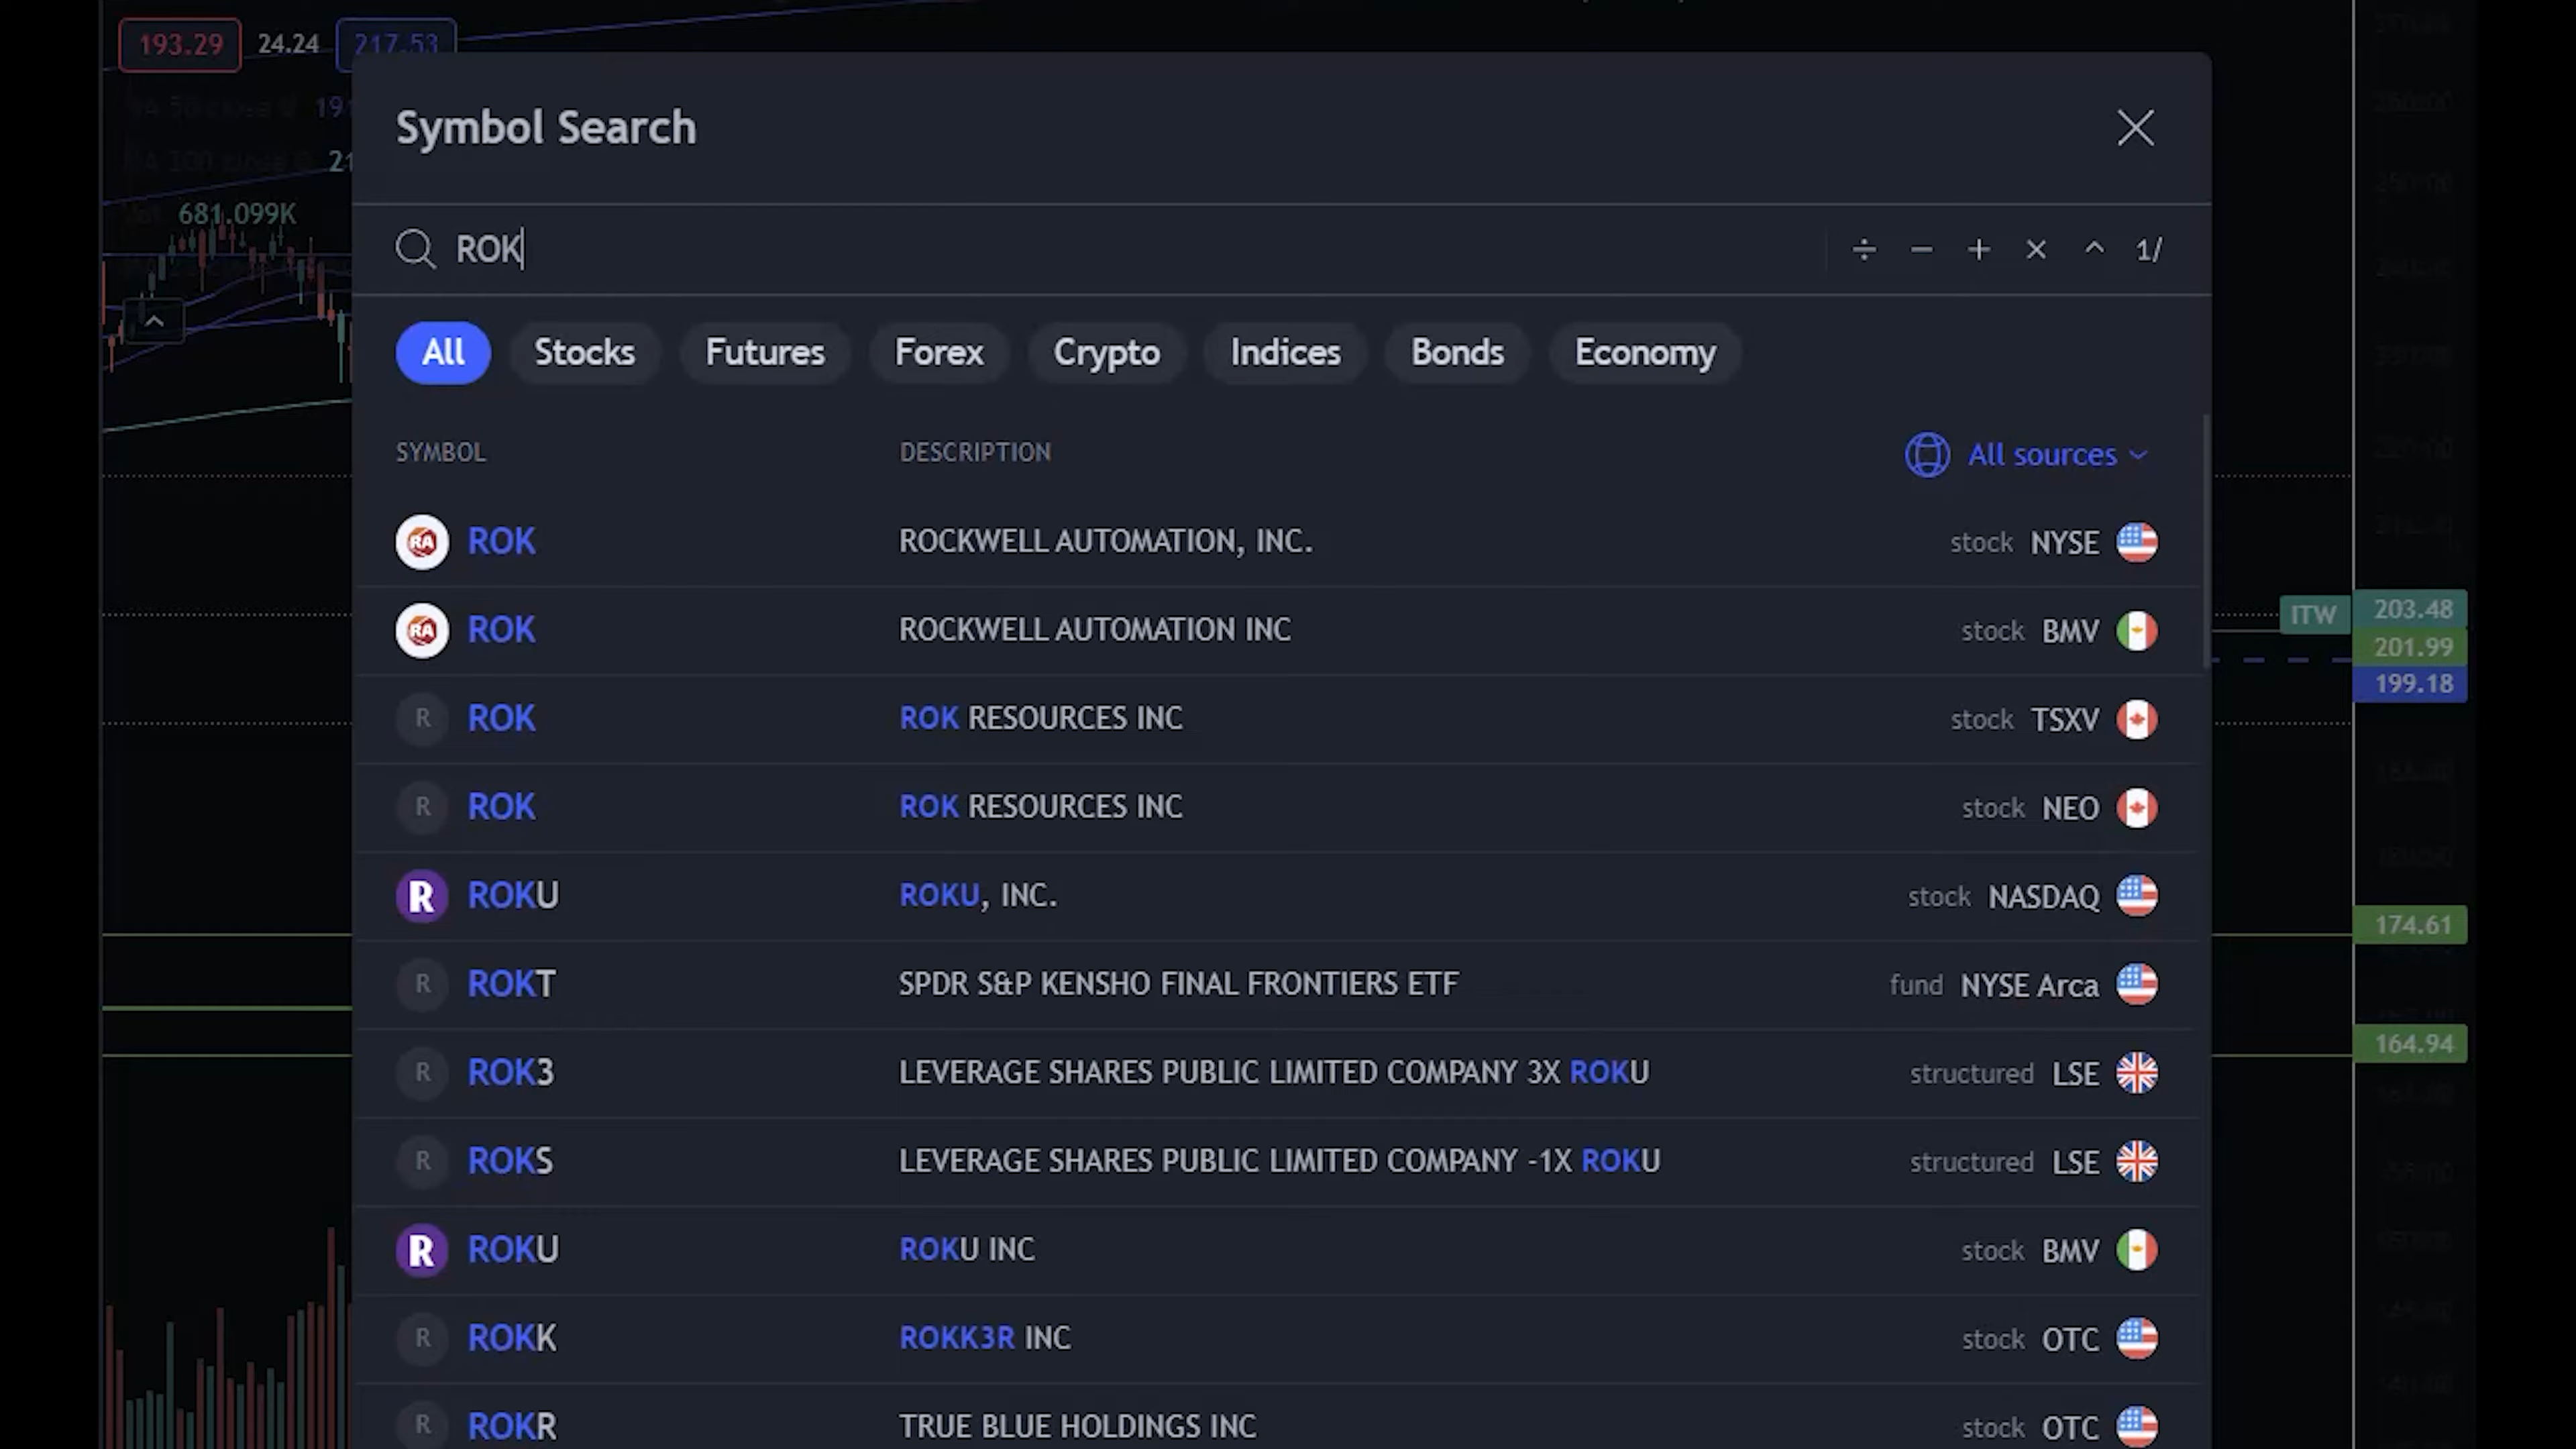 193.29 24.24 217.53
191
21
681.099K
Symbol Search
ROK
÷ − + × ^ 1/
All Stocks Futures Forex Crypto Indices Bonds Economy
SYMBOL DESCRIPTION All sources
RA ROK ROCKWELL AUTOMATION, INC. stock NYSE
RA ROK ROCKWELL AUTOMATION INC stock BMV
R ROK ROK RESOURCES INC stock TSXV
R ROK ROK RESOURCES INC stock NEO
R ROKU ROKU, INC. stock NASDAQ
R ROKT SPDR S&P KENSHO FINAL FRONTIERS ETF fund NYSE Arca
R ROK3 LEVERAGE SHARES PUBLIC LIMITED COMPANY 3X ROKU structured LSE
R ROKS LEVERAGE SHARES PUBLIC LIMITED COMPANY -1X ROKU structured LSE
R ROKU ROKU INC stock BMV
R ROKK ROKK3R INC stock OTC
R ROKR TRUE BLUE HOLDINGS INC stock OTC
ITW 203.48
201.99
199.18
174.61
164.94